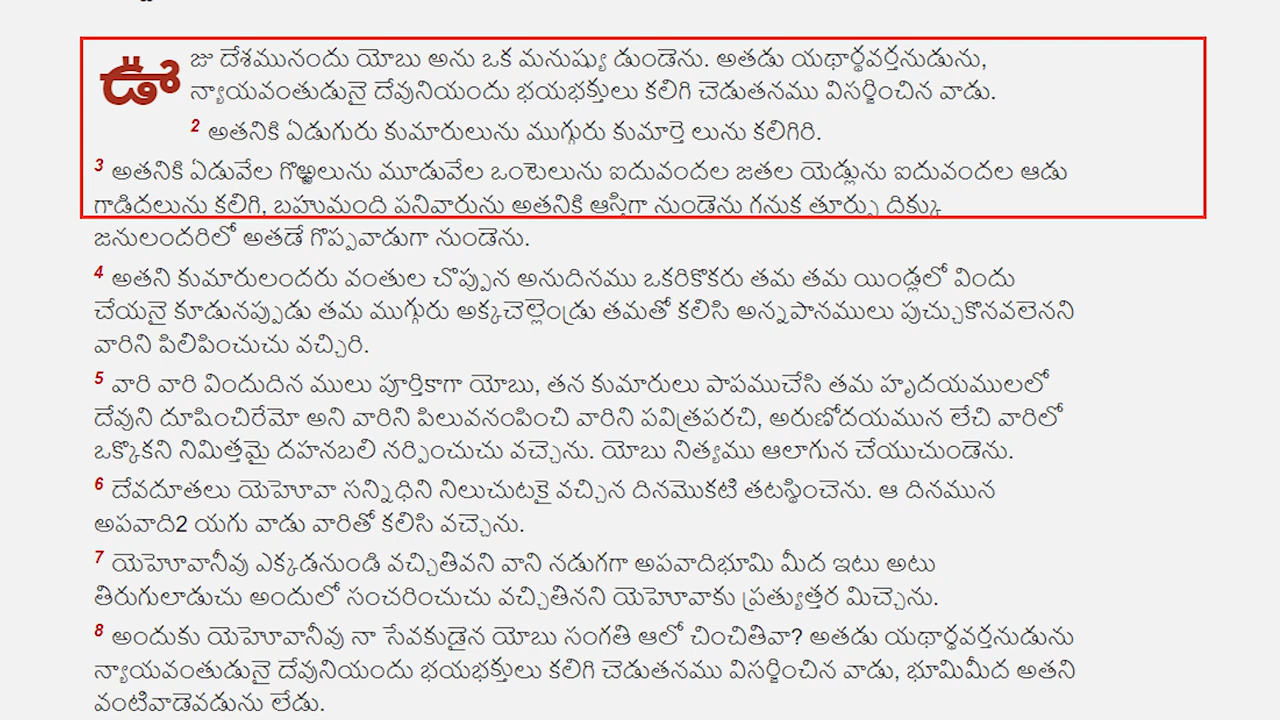 ఊజు దేశమునందు యోబు అను ఒక మనుష్యు డుండెను. అతడు యథార్థవర్తనుడును,
న్యాయవంతుడునై దేవునియందు భయభక్తులు కలిగి చెడుతనము విసర్జించిన వాడు.
2 అతనికి ఏడుగురు కుమారులును ముగ్గురు కుమార్తె లును కలిగిరి.
3 అతనికి ఏడువేల గొఱ్ఱలును మూడువేల ఒంటెలును ఐదువందల జతల యెడ్లును ఐదువందల ఆడు
గాడిదలును కలిగి, బహుమంది పనివారును అతనికి ఆస్తిగా నుండెను గనుక తూర్పు దిక్కు
జనులందరిలో అతడే గొప్పవాడుగా నుండెను.
4 అతని కుమారులందరు వంతుల చొప్పున అనుదినము ఒకరికొకరు తమ తమ యిండ్లలో విందు
చేయనై కూడునప్పుడు తమ ముగ్గురు అక్కచెల్లెండ్రు తమతో కలిసి అన్నపానములు పుచ్చుకొనవలెనని
వారిని పిలిపించుచు వచ్చిరి.
5 వారి వారి విందుదిన ములు పూర్తికాగా యోబు, తన కుమారులు పాపముచేసి తమ హృదయములలో
దేవుని దూషించిరేమో అని వారిని పిలువనంపించి వారిని పవిత్రపరచి, అరుణోదయమున లేచి వారిలో
ఒక్కొకని నిమిత్తమై దహనబలి నర్పించుచు వచ్చెను. యోబు నిత్యము ఆలాగున చేయుచుండెను.
6 దేవదూతలు యెహోవా సన్నిధిని నిలుచుటకై వచ్చిన దినమొకటి తటస్థించెను. ఆ దినమున
అపవాది2 యగు వాడు వారితో కలిసి వచ్చెను.
7 యెహోవానీవు ఎక్కడనుండి వచ్చితివని వాని నడుగగా అపవాదిభూమి మీద ఇటు అటు
తిరుగులాడుచు అందులో సంచరించుచు వచ్చితినని యెహోవాకు ప్రత్యుత్తర మిచ్చెను.
8 అందుకు యెహోవానీవు నా సేవకుడైన యోబు సంగతి ఆలో చించితివా? అతడు యథార్థవర్తనుడును
న్యాయవంతుడునై దేవునియందు భయభక్తులు కలిగి చెడుతనము విసర్జించిన వాడు, భూమిమీద అతని
వంటివాడెవడును లేడు.